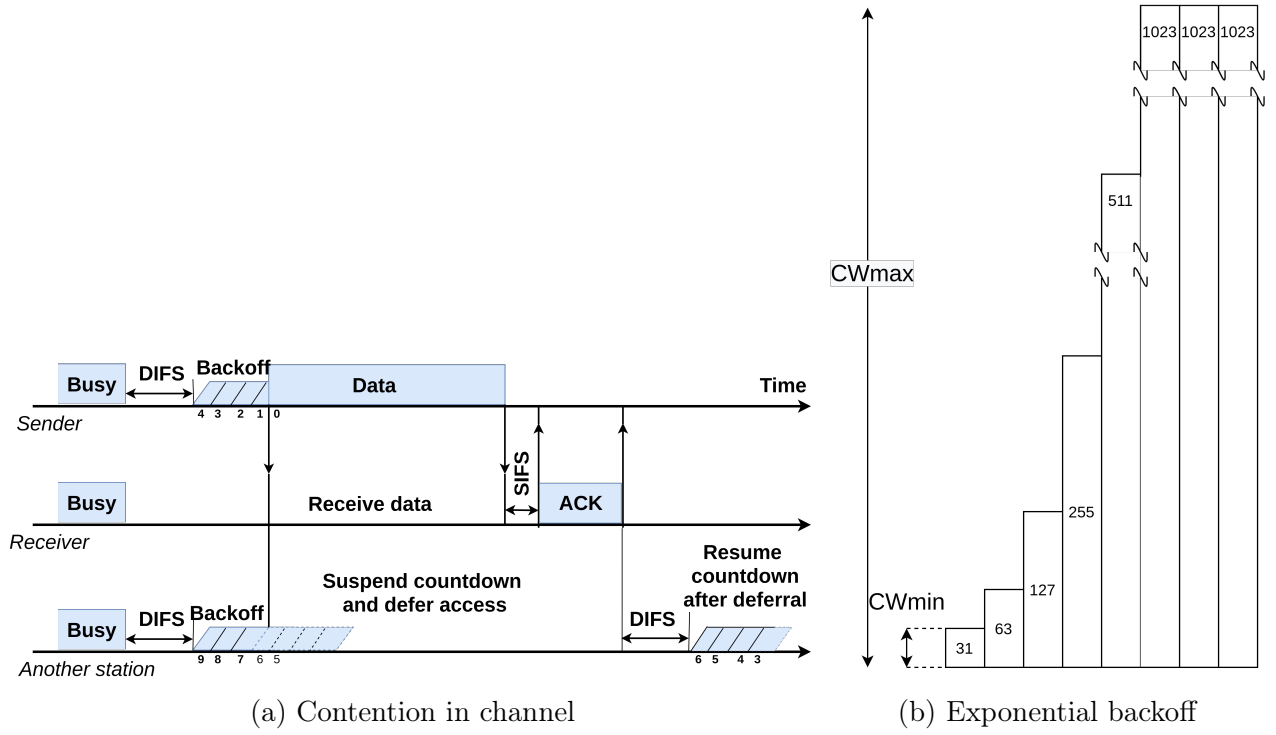 Busy
DIFS
Backoff
Data
Time
4 3 2 1 0
Sender
Busy
Receive data
SIFS
ACK
Receiver
Busy
DIFS
Backoff
Suspend countdown
and defer access
DIFS
Resume
countdown
after deferral
9 8 7 6 5
6 5 4 3
Another station
(a) Contention in channel
CWmax
CWmin
31
63
127
255
511
1023 1023 1023
(b) Exponential backoff